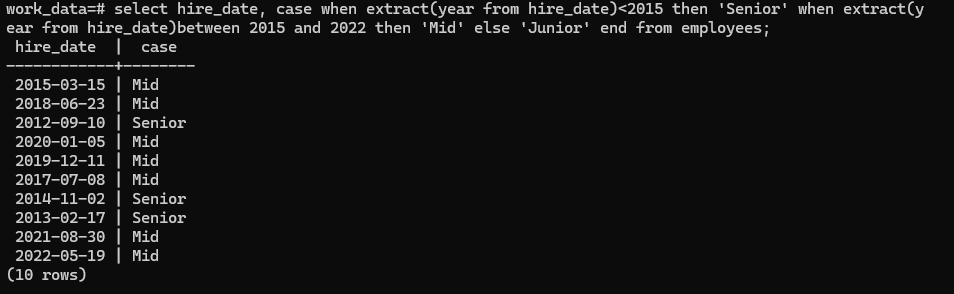 work_data=# select hire_date, case when extract(year from hire_date)<2015 then 'Senior' when extract(y
ear from hire_date)between 2015 and 2022 then 'Mid' else 'Junior' end from employees;
 hire_date  |  case
------------+--------
 2015-03-15 | Mid
 2018-06-23 | Mid
 2012-09-10 | Senior
 2020-01-05 | Mid
 2019-12-11 | Mid
 2017-07-08 | Mid
 2014-11-02 | Senior
 2013-02-17 | Senior
 2021-08-30 | Mid
 2022-05-19 | Mid
(10 rows)